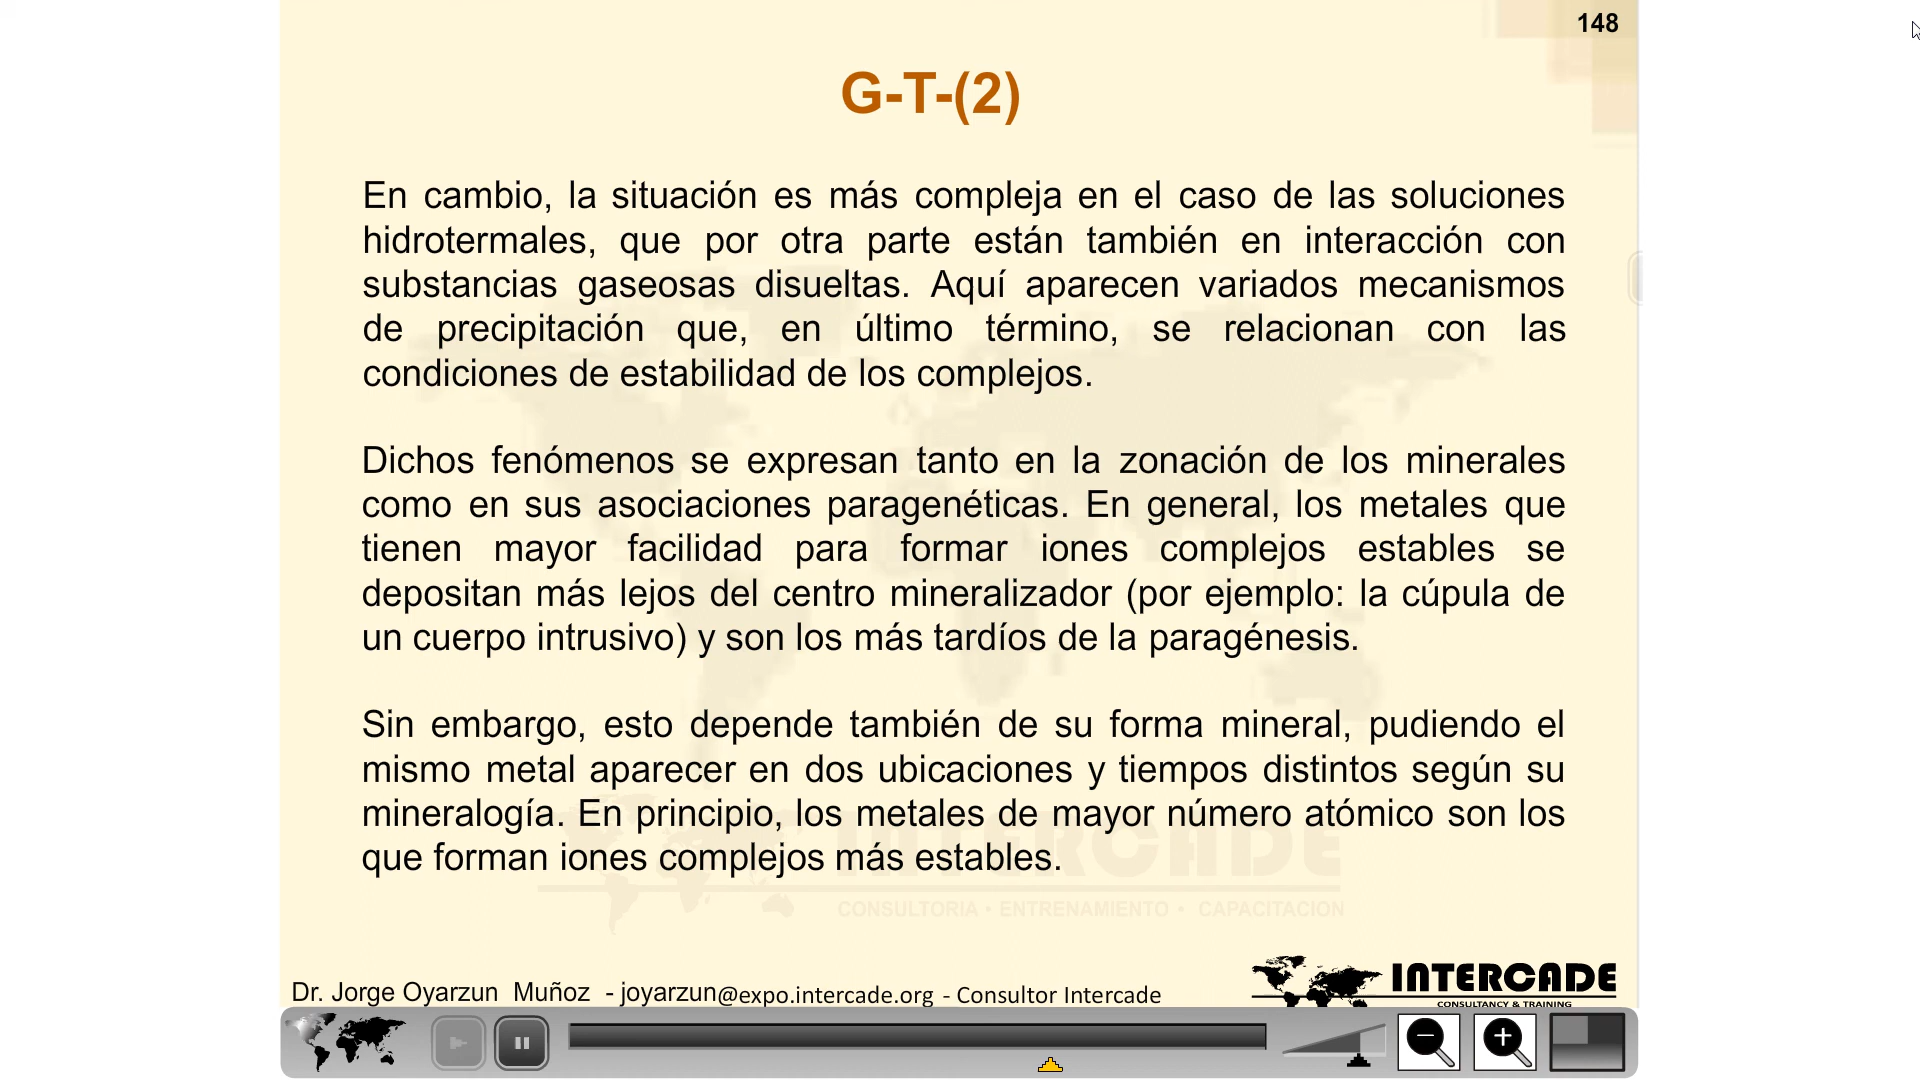 148
G-T-(2)
En cambio, la situación es más compleja en el caso de las soluciones
hidrotermales, que por otra parte están también en interacción con
substancias gaseosas disueltas. Aquí aparecen variados mecanismos
de precipitación que, en último término, se relacionan con las
condiciones de estabilidad de los complejos.
Dichos fenómenos se expresan tanto en la zonación de los minerales
como en sus asociaciones paragenéticas. En general, los metales que
tienen mayor facilidad para formar iones complejos estables se
depositan más lejos del centro mineralizador (por ejemplo: la cúpula de
un cuerpo intrusivo) y son los más tardíos de la paragénesis.
Sin embargo, esto depende también de su forma mineral, pudiendo el
mismo metal aparecer en dos ubicaciones y tiempos distintos según su
mineralogía. En principio, los metales de mayor número atómico son los
que forman iones complejos más estables.
INTERCADE
CONSULTORIA • ENTRENAMIENTO • CAPACITACION
Dr. Jorge Oyarzun Muñoz - joyarzun@expo.intercade.org - Consultor Intercade
INTERCADE
CONSULTANCY & TRAINING